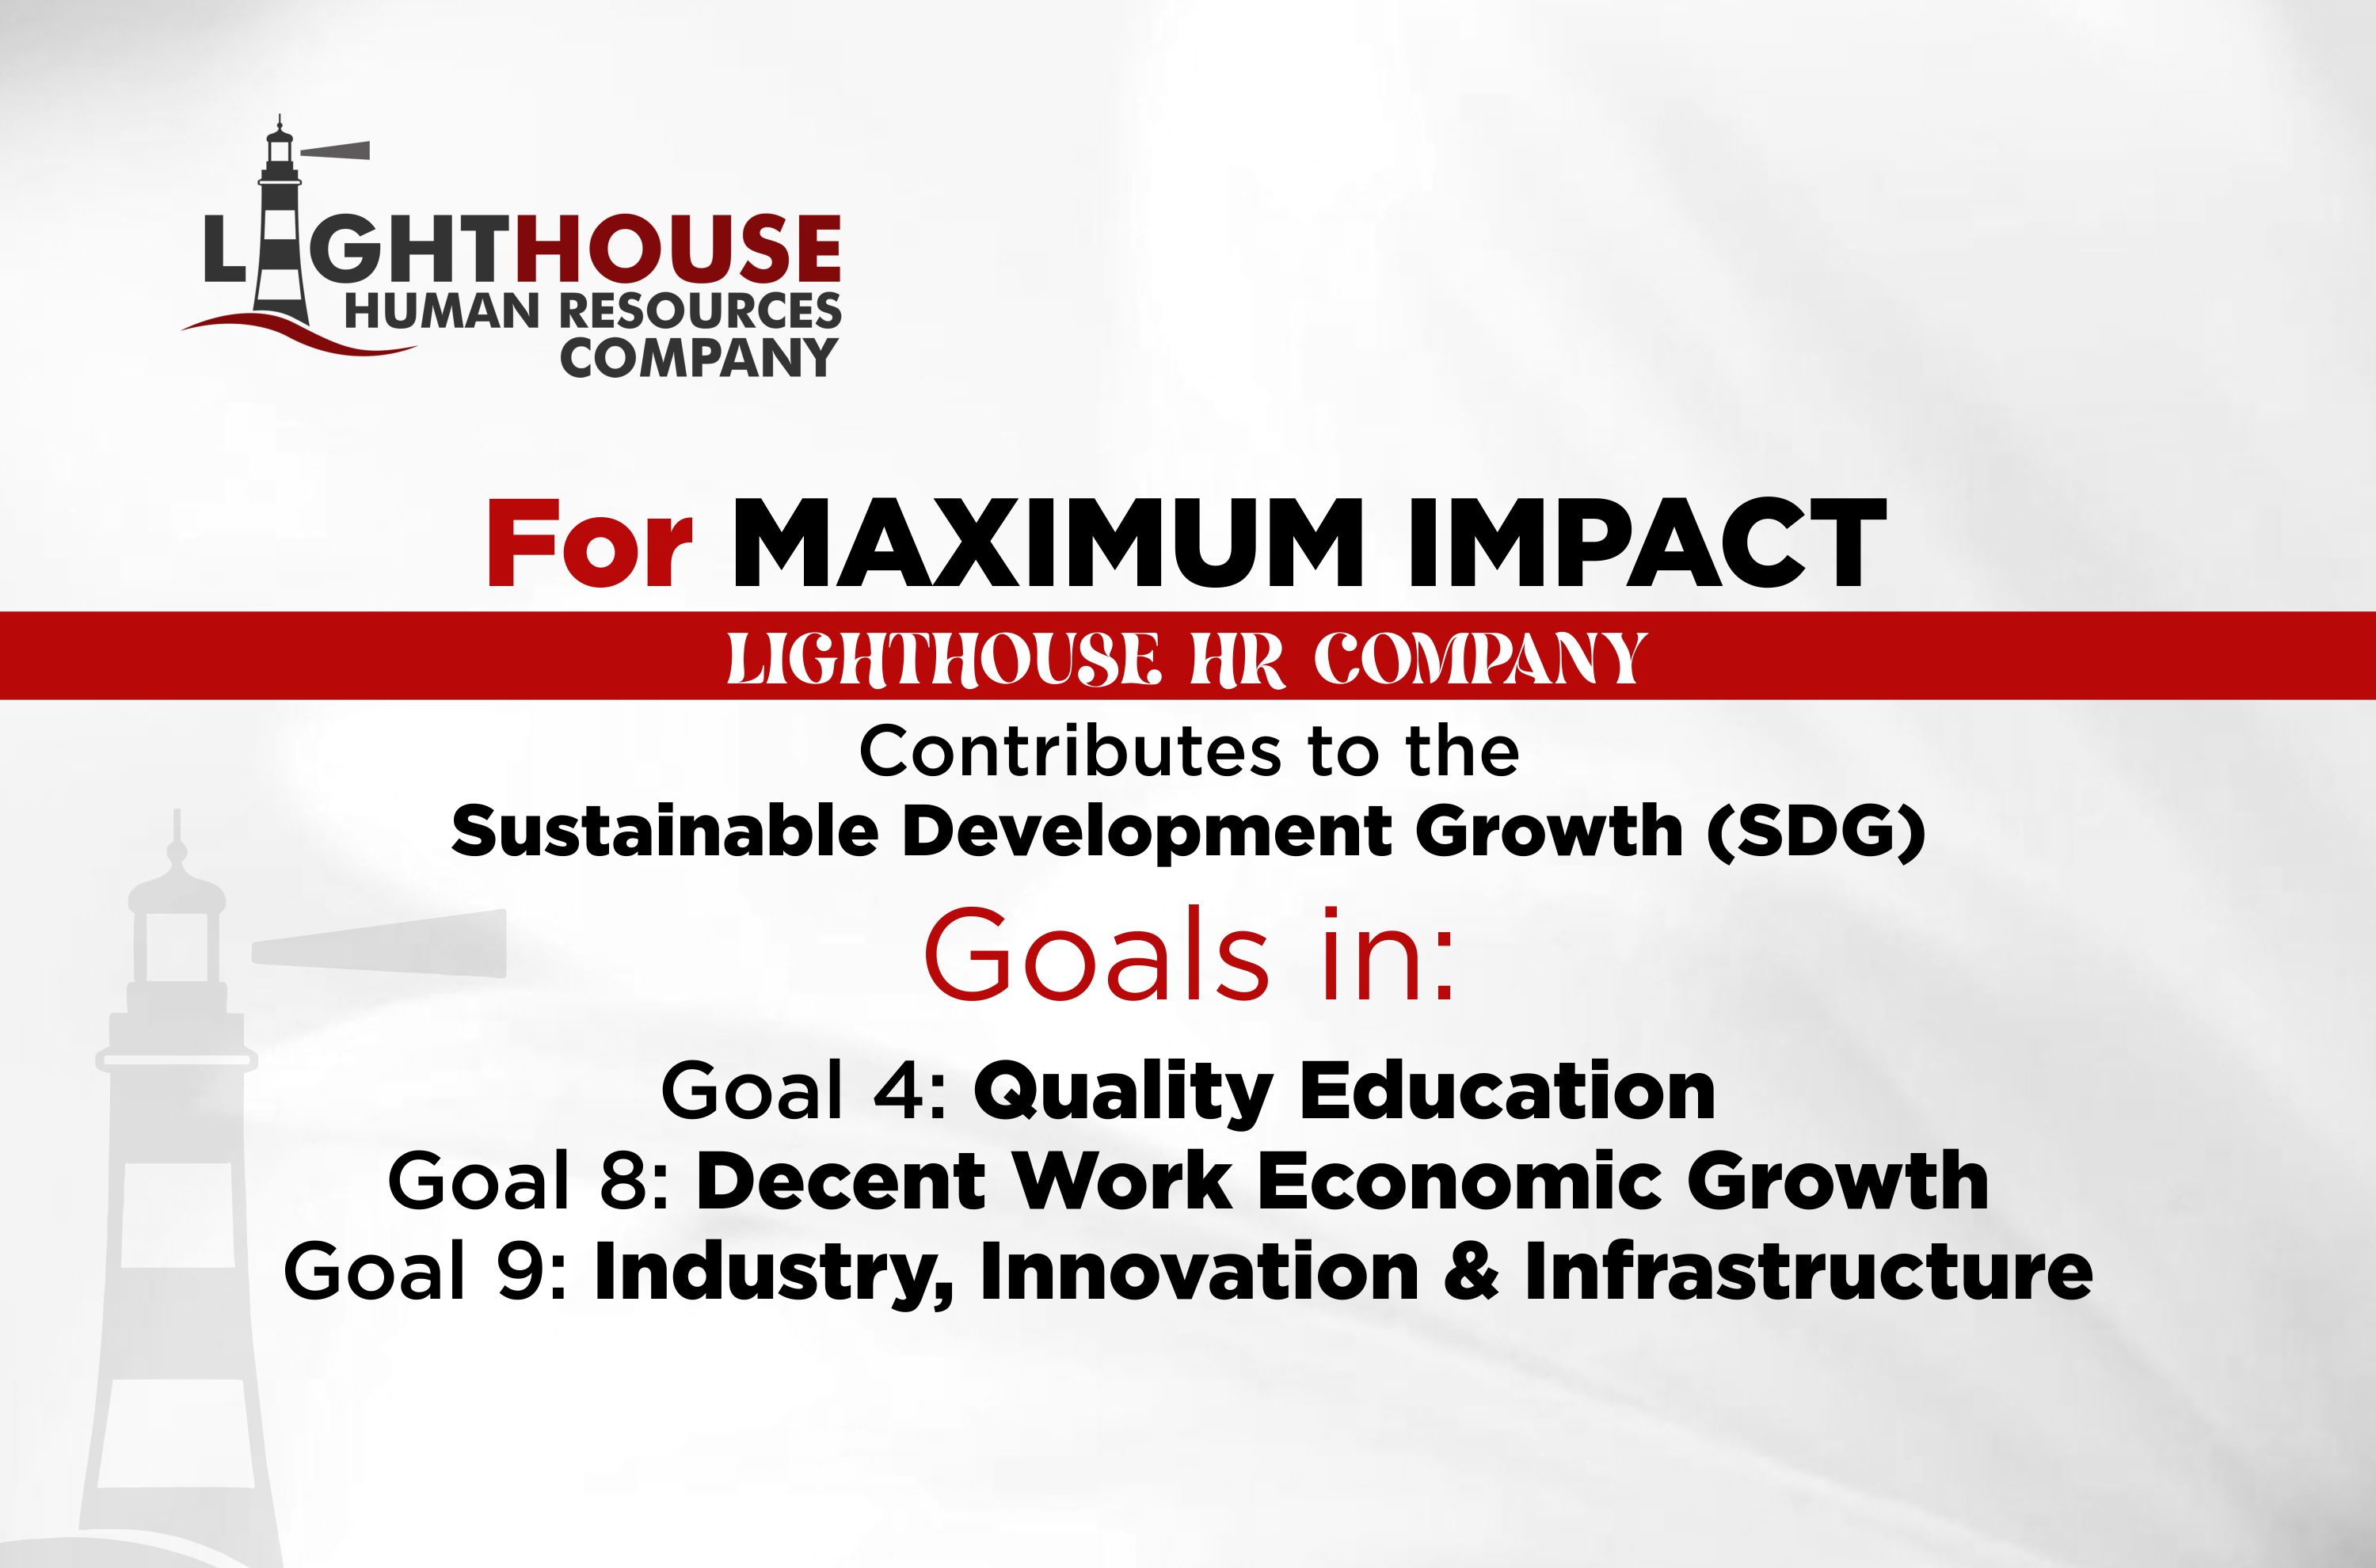 LIGHTHOUSE
HUMAN RESOURCES
COMPANY
For MAXIMUM IMPACT
LIGHTHOUSE HR COMPANY
Contributes to the
Sustainable Development Growth (SDG)
Goals in:
Goal 4: Quality Education
Goal 8: Decent Work Economic Growth
Goal 9: Industry, Innovation & Infrastructure